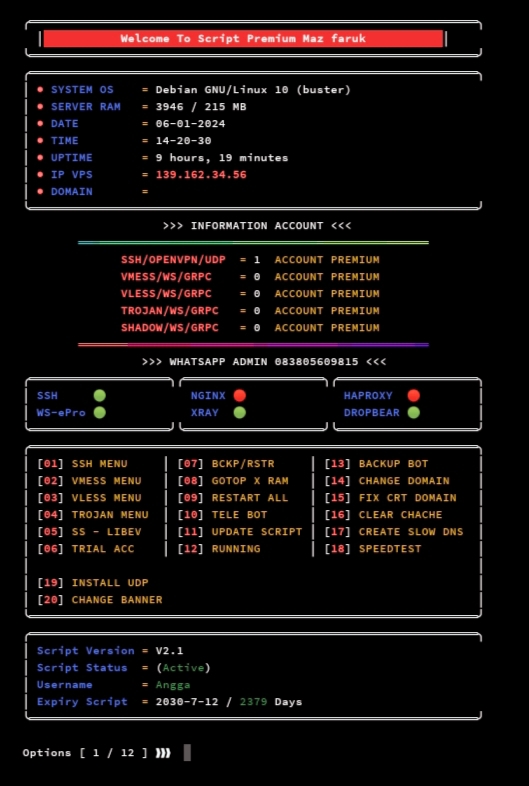 Welcome To Script Premium Maz faruk
● SYSTEM OS = Debian GNU/Linux 10 (buster)
● SERVER RAM = 3946 / 215 MB
● DATE = 06-01-2024
● TIME = 14-20-30
● UPTIME = 9 hours, 19 minutes
● IP VPS = 139.162.34.56
● DOMAIN =
>>> INFORMATION ACCOUNT <<<
SSH/OPENVPN/UDP = 1 ACCOUNT PREMIUM
VMESS/WS/GRPC = 0 ACCOUNT PREMIUM
VLESS/WS/GRPC = 0 ACCOUNT PREMIUM
TROJAN/WS/GRPC = 0 ACCOUNT PREMIUM
SHADOW/WS/GRPC = 0 ACCOUNT PREMIUM
>>> WHATSAPP ADMIN 083805609815 <<<
SSH NGINX HAPROXY
WS-ePro XRAY DROPBEAR
[01] SSH MENU [07] BCKP/RSTR [13] BACKUP BOT
[02] VMESS MENU [08] GOTOP X RAM [14] CHANGE DOMAIN
[03] VLESS MENU [09] RESTART ALL [15] FIX CRT DOMAIN
[04] TROJAN MENU [10] TELE BOT [16] CLEAR CHACHE
[05] SS - LIBEV [11] UPDATE SCRIPT [17] CREATE SLOW DNS
[06] TRIAL ACC [12] RUNNING [18] SPEEDTEST
[19] INSTALL UDP
[20] CHANGE BANNER
Script Version = V2.1
Script Status = (Active)
Username = Angga
Expiry Script = 2030-7-12 / 2379 Days
Options [ 1 / 12 ] ❱❱❱